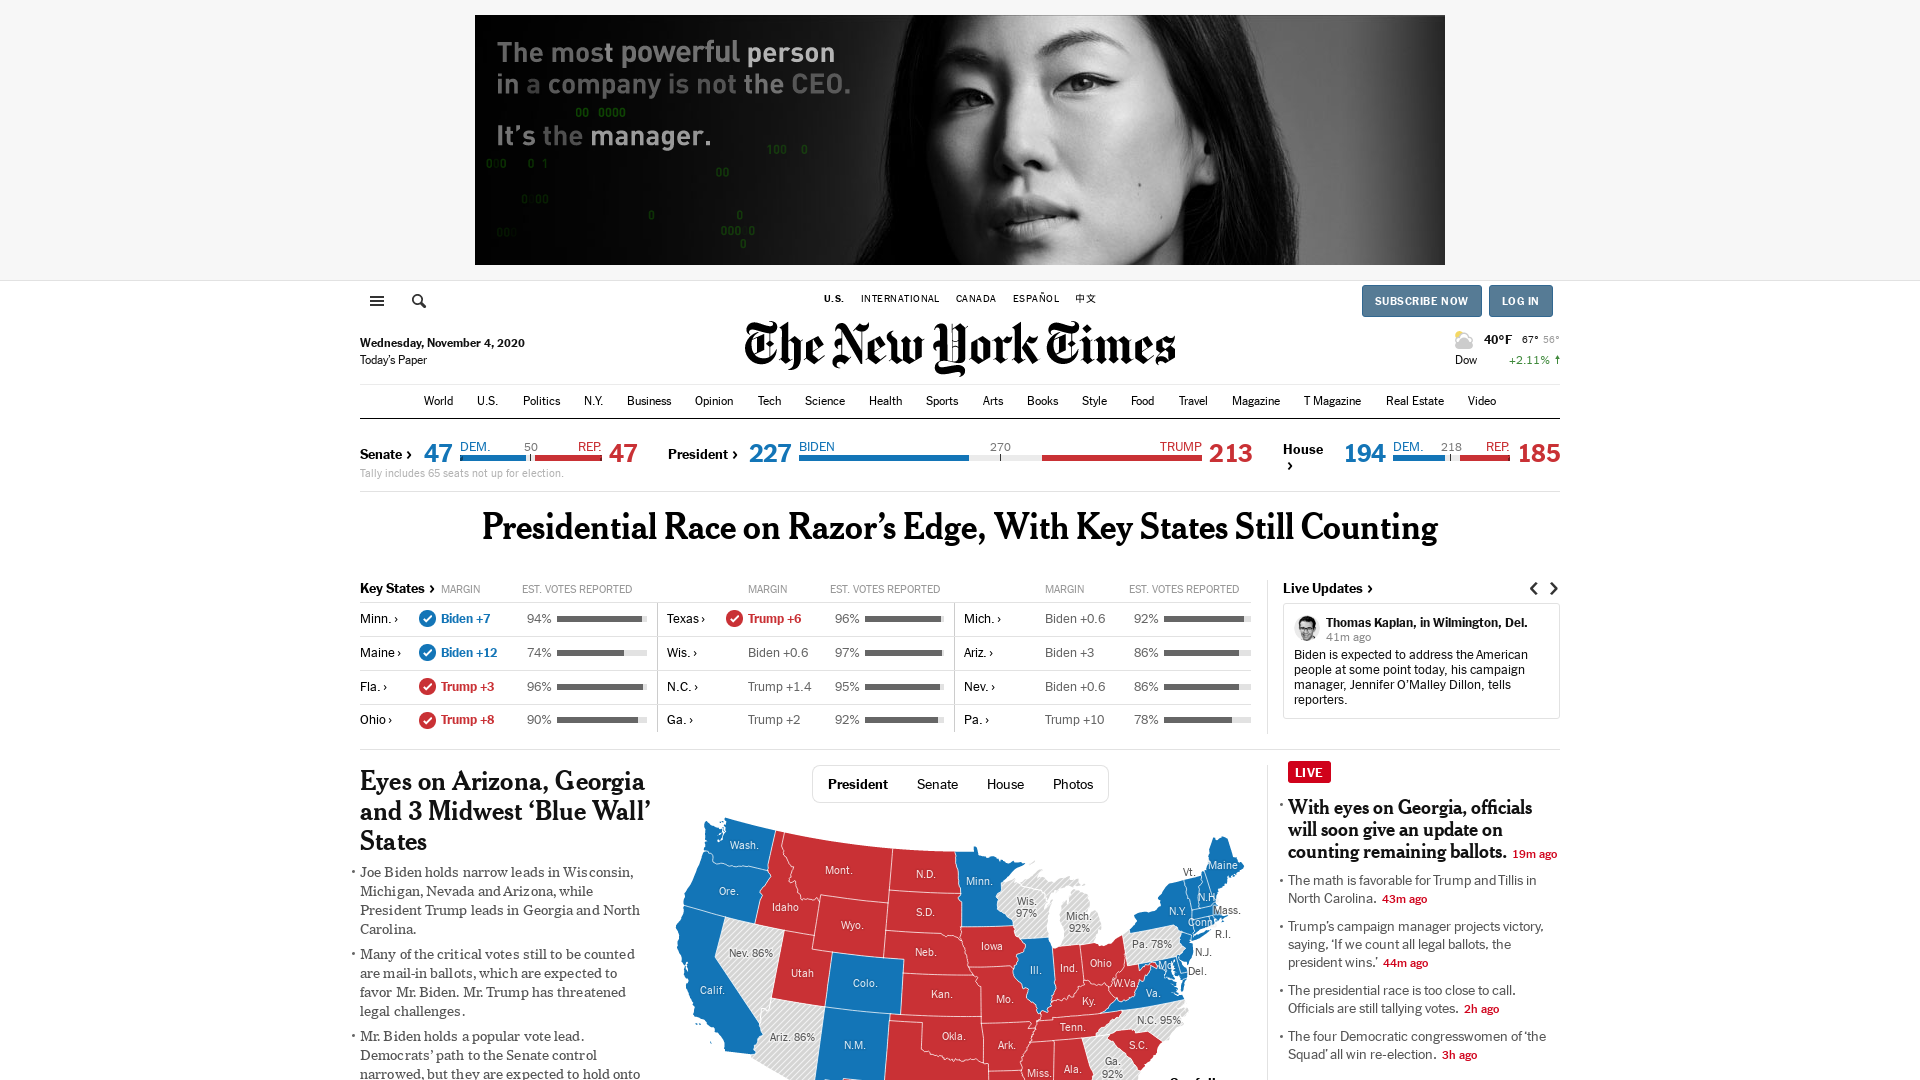 The most powerful person
in a company is not the CEO.
It's the manager.
U.S.
INTERNATIONAL
CANADA
ESPAÑOL
中文
SUBSCRIBE NOW
LOG IN
Wednesday, November 4, 2020
Today's Paper
The New York Times
40°F 67° 56°
Dow +2.11% ↑
World U.S. Politics N.Y. Business Opinion Tech Science Health Sports Arts Books Style Food Travel Magazine T Magazine Real Estate Video
Senate › 47 DEM. 50 REP. 47
Tally includes 65 seats not up for election.
President › 227 BIDEN 270 TRUMP 213
House › 194 DEM. 218 REP. 185
Presidential Race on Razor's Edge, With Key States Still Counting
Key States › MARGIN EST. VOTES REPORTED MARGIN EST. VOTES REPORTED MARGIN EST. VOTES REPORTED
Minn. › Biden +7 94% Texas › Trump +6 96% Mich. › Biden +0.6 92%
Maine › Biden +12 74% Wis. › Biden +0.6 97% Ariz. › Biden +3 86%
Fla. › Trump +3 96% N.C. › Trump +1.4 95% Nev. › Biden +0.6 86%
Ohio › Trump +8 90% Ga. › Trump +2 92% Pa. › Trump +10 78%
Live Updates ›
Thomas Kaplan, in Wilmington, Del.
41m ago
Biden is expected to address the American
people at some point today, his campaign
manager, Jennifer O'Malley Dillon, tells
reporters.
Eyes on Arizona, Georgia
and 3 Midwest 'Blue Wall'
States
• Joe Biden holds narrow leads in Wisconsin,
Michigan, Nevada and Arizona, while
President Trump leads in Georgia and North
Carolina.
• Many of the critical votes still to be counted
are mail-in ballots, which are expected to
favor Mr. Biden. Mr. Trump has threatened
legal challenges.
• Mr. Biden holds a popular vote lead.
Democrats' path to the Senate control
narrowed, but they are expected to hold onto
President Senate House Photos
Wash.
Ore.
Calif.
Nev. 86%
Idaho
Mont.
Wyo.
Utah
Ariz. 86%
Colo.
N.M.
N.D.
S.D.
Neb.
Kan.
Okla.
Minn.
Iowa
Mo.
Ark.
Wis.
97%
Ill.
Mich.
92%
Ind.
Ohio
Ky.
Tenn.
Miss.
Ala.
Ga.
92%
S.C.
N.C. 95%
Va.
W.Va.
Pa. 78%
Md.
Del.
N.J.
N.Y.
Conn.
R.I.
Mass.
Vt.
N.H.
Maine
LIVE
• With eyes on Georgia, officials
will soon give an update on
counting remaining ballots. 19m ago
• The math is favorable for Trump and Tillis in
North Carolina. 43m ago
• Trump's campaign manager projects victory,
saying, 'If we count all legal ballots, the
president wins.' 44m ago
• The presidential race is too close to call.
Officials are still tallying votes. 2h ago
• The four Democratic congresswomen of 'the
Squad' all win re-election. 3h ago